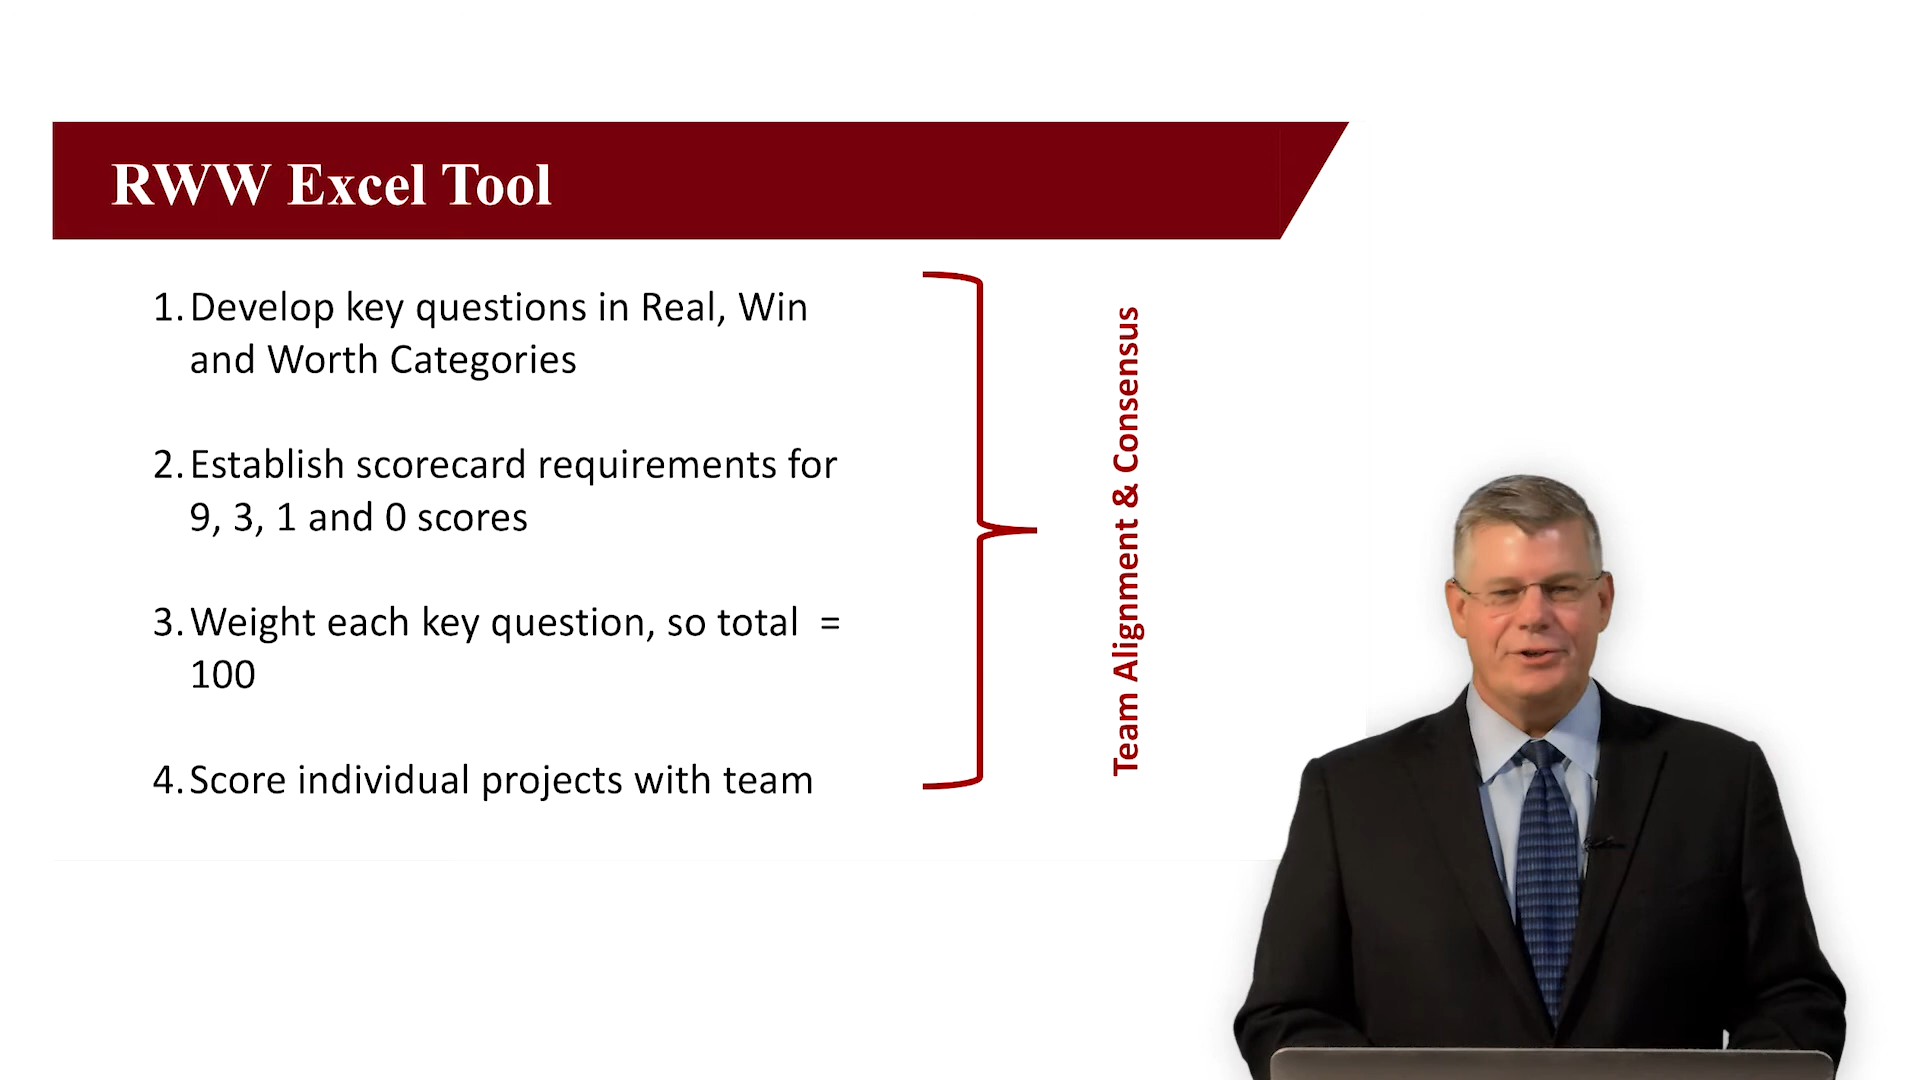 RWW Excel Tool
1. Develop key questions in Real, Win
and Worth Categories
2. Establish scorecard requirements for
9, 3, 1 and 0 scores
3. Weight each key question, so total  =
100
4. Score individual projects with team
Team Alignment & Consensus